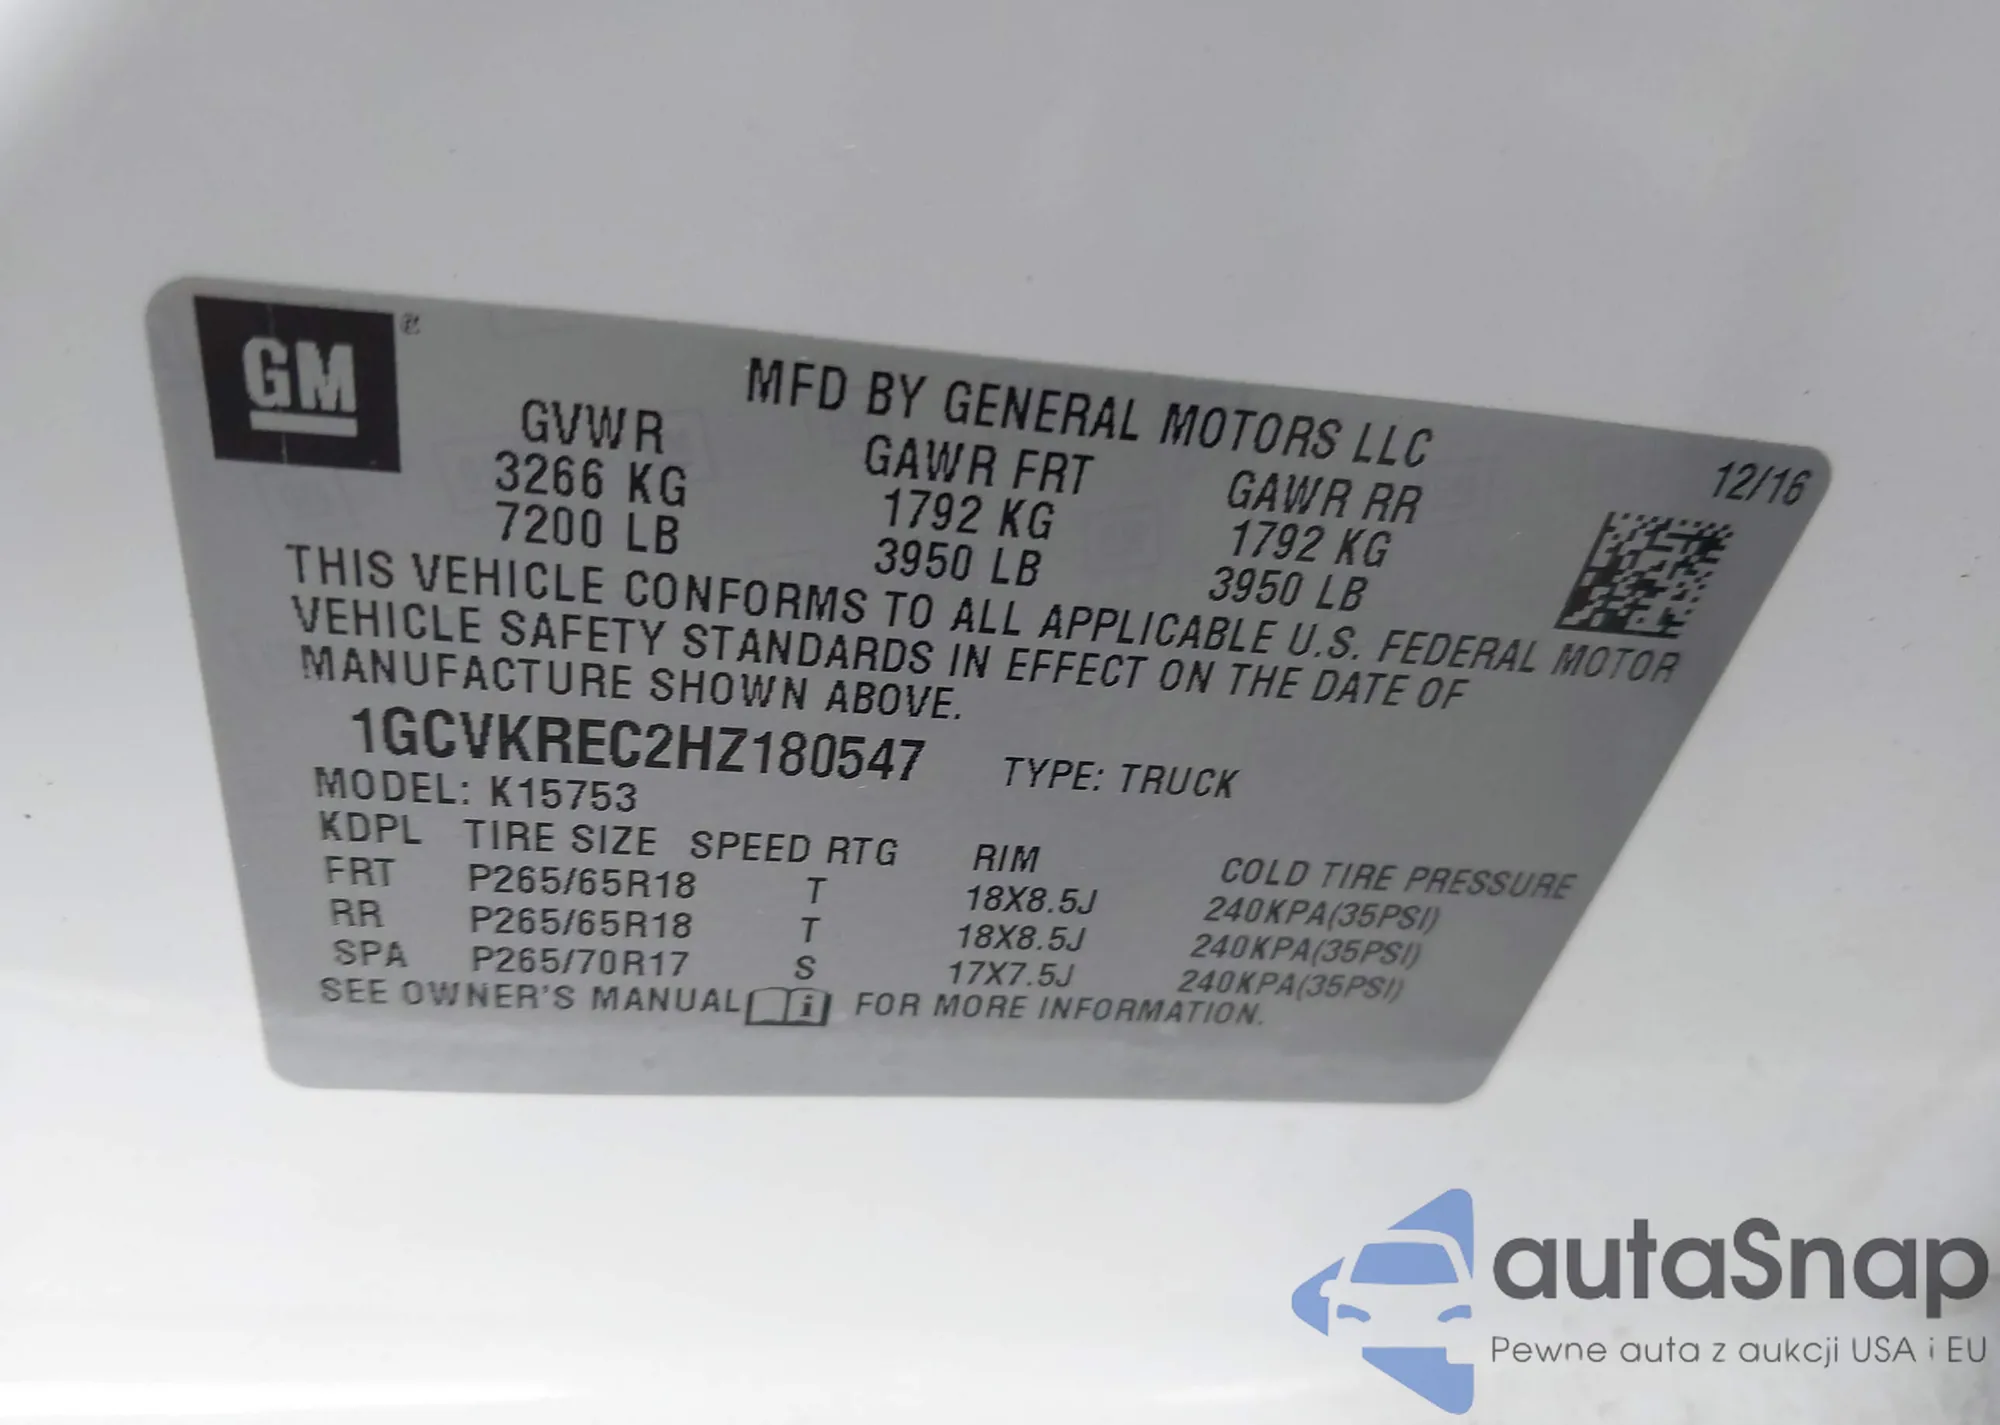 GM ®
MFD BY GENERAL MOTORS LLC
12/16
GVWR GAWR FRT GAWR RR
3266 KG 1792 KG 1792 KG
7200 LB 3950 LB 3950 LB
THIS VEHICLE CONFORMS TO ALL APPLICABLE U.S. FEDERAL MOTOR
VEHICLE SAFETY STANDARDS IN EFFECT ON THE DATE OF
MANUFACTURE SHOWN ABOVE.
1GCVKREC2HZ180547 TYPE: TRUCK
MODEL: K15753
KDPL TIRE SIZE SPEED RTG RIM COLD TIRE PRESSURE
FRT P265/65R18 T 18X8.5J 240KPA(35PSI)
RR P265/65R18 T 18X8.5J 240KPA(35PSI)
SPA P265/70R17 S 17X7.5J 240KPA(35PSI)
SEE OWNER'S MANUAL i FOR MORE INFORMATION.
autaSnap
Pewne auta z aukcji USA i EU